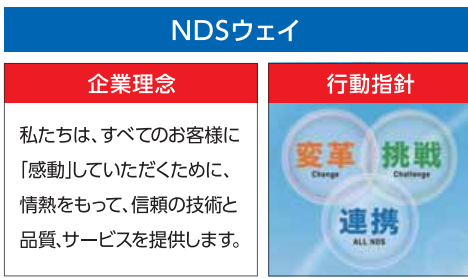 NDSウェイ
企業理念
私たちは、すべてのお客様に
「感動」していただくために、
情熱をもって、信頼の技術と
品質、サービスを提供します。
行動指針
変革
Change
挑戦
Challenge
連携
ALL NDS